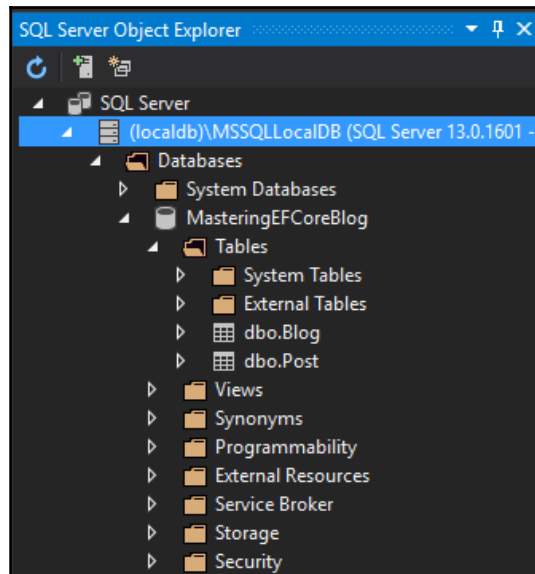 SQL Server Object Explorer
SQL Server
(localdb)\MSSQLLocalDB (SQL Server 13.0.1601 -
Databases
System Databases
MasteringEFCoreBlog
Tables
System Tables
External Tables
dbo.Blog
dbo.Post
Views
Synonyms
Programmability
External Resources
Service Broker
Storage
Security